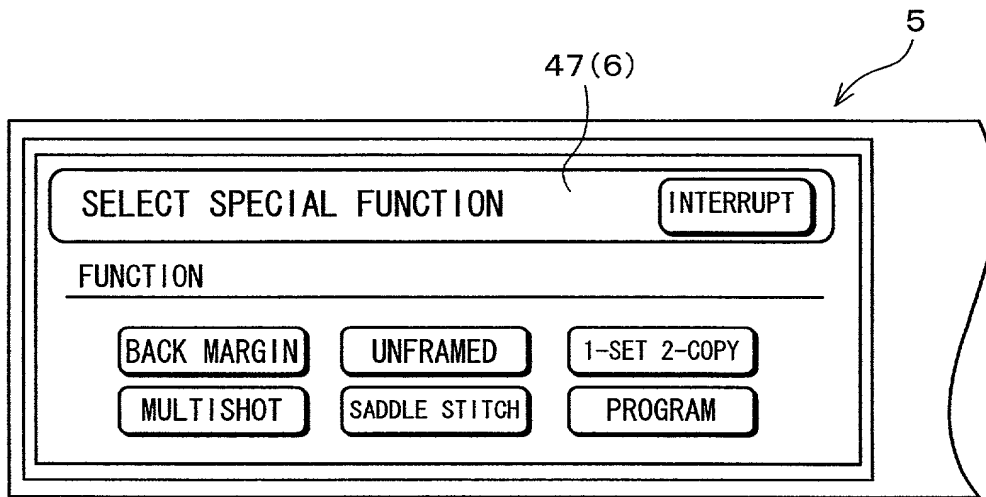 5
47(6)
SELECT SPECIAL FUNCTION INTERRUPT
FUNCTION
BACK MARGIN UNFRAMED 1-SET 2-COPY
MULTISHOT SADDLE STITCH PROGRAM